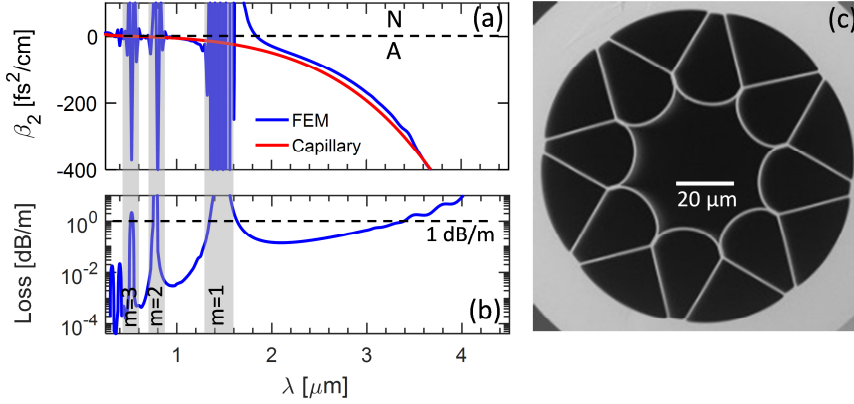 (a)
N
A
0
-200
-400
β₂ [fs²/cm]
FEM
Capillary
10⁰
10⁻²
10⁻⁴
Loss [dB/m]
1 dB/m
m=3
m=2
m=1
(b)
1
2
3
4
λ [μm]
(c)
20 μm